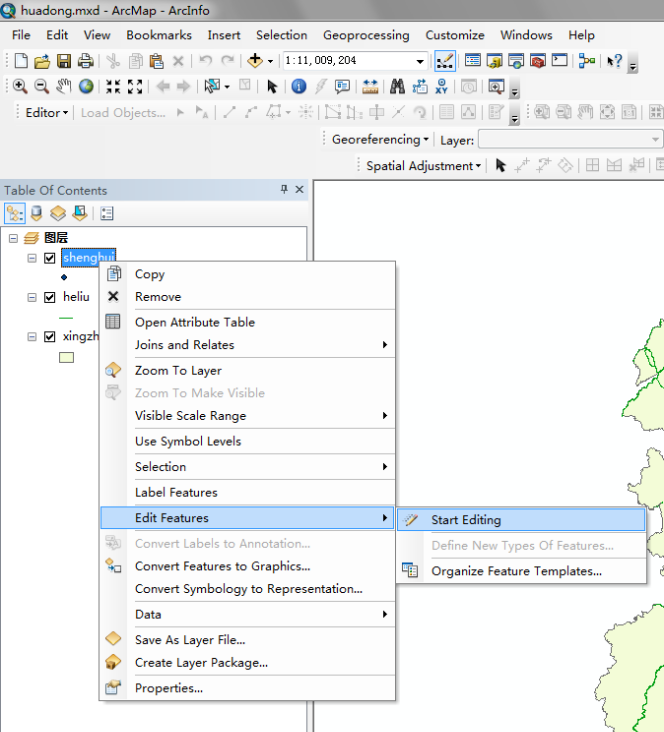 huadong.mxd - ArcMap - ArcInfo
File Edit View Bookmarks Insert Selection Geoprocessing Customize Windows Help
1:11,009,204
Editor Load Objects...
Georeferencing Layer:
Spatial Adjustment
Table Of Contents
图层
shenghui
heliu
xingzh
Copy
Remove
Open Attribute Table
Joins and Relates
Zoom To Layer
Zoom To Make Visible
Visible Scale Range
Use Symbol Levels
Selection
Label Features
Edit Features
Start Editing
Define New Types Of Features...
Organize Feature Templates...
Convert Labels to Annotation...
Convert Features to Graphics...
Convert Symbology to Representation...
Data
Save As Layer File...
Create Layer Package...
Properties...